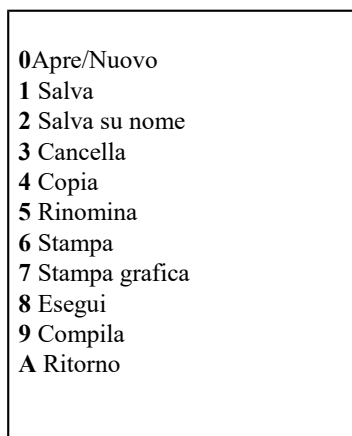 0Apre/Nuovo
1 Salva
2 Salva su nome
3 Cancella
4 Copia
5 Rinomina
6 Stampa
7 Stampa grafica
8 Esegui
9 Compila
A Ritorno